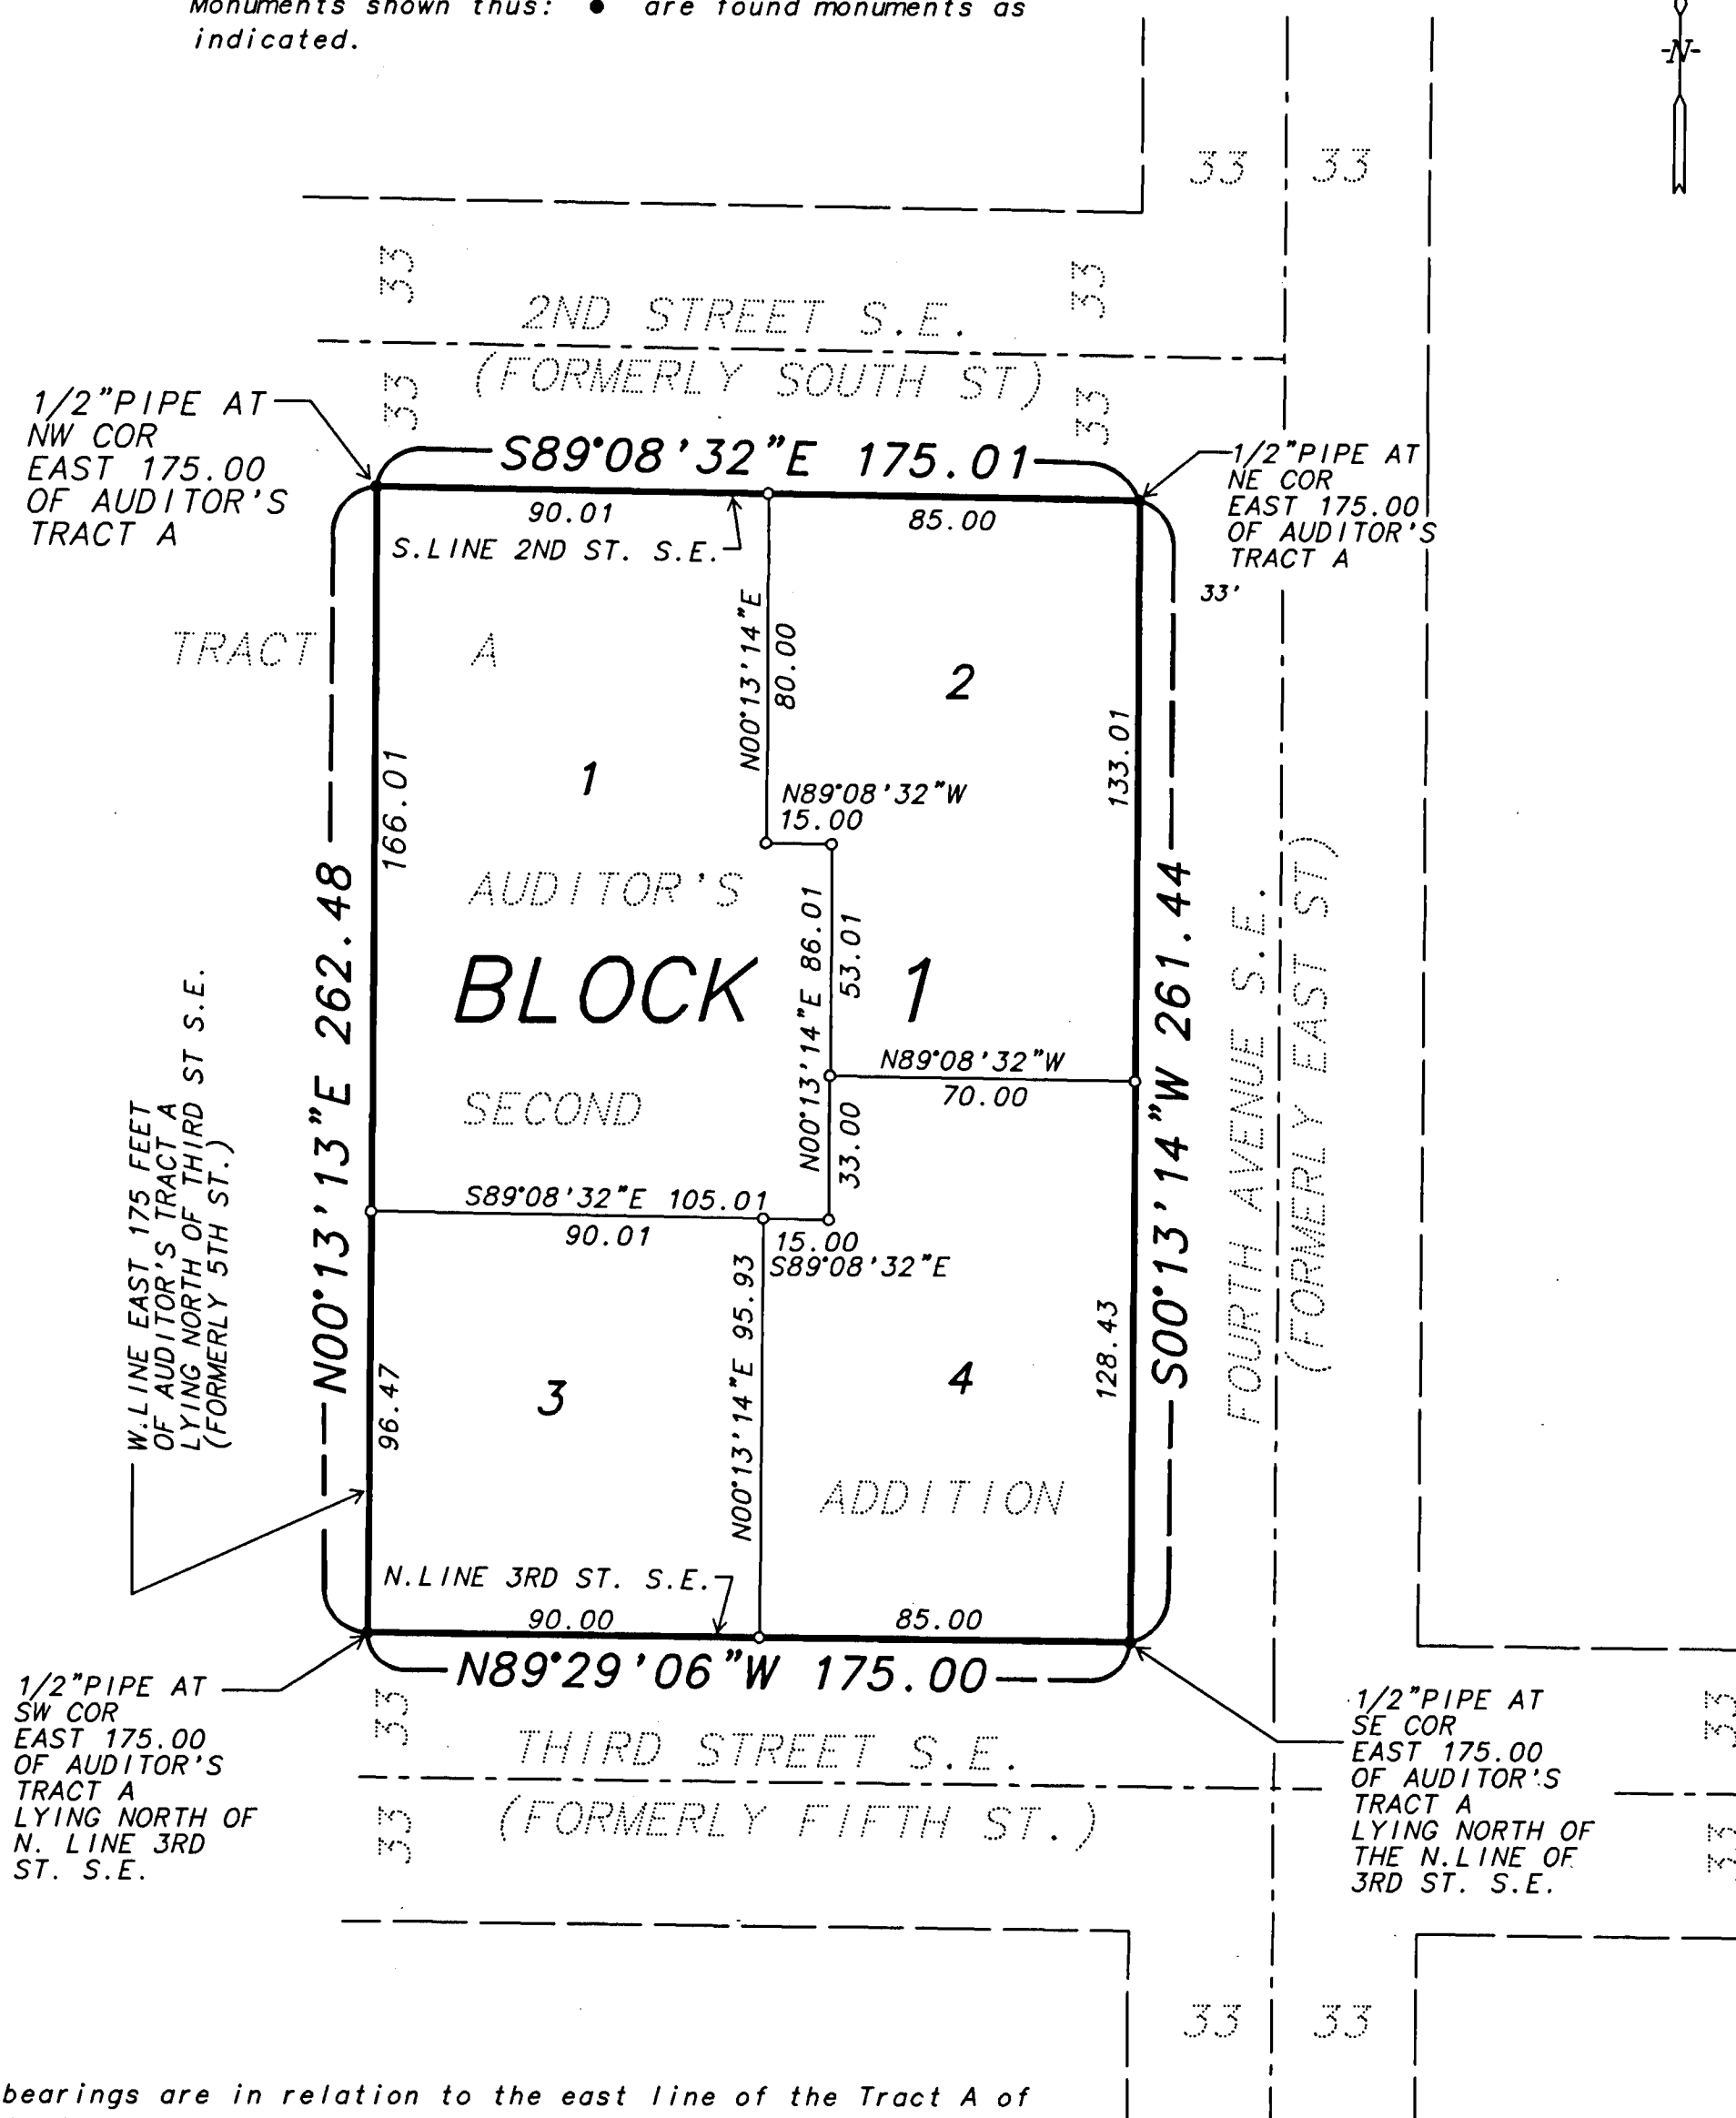 Monuments shown thus: ● are found monuments as
indicated.
-N-
33 33
33 33
2ND STREET S.E.
(FORMERLY SOUTH ST)
33 33
1/2"PIPE AT
NW COR
EAST 175.00
OF AUDITOR'S
TRACT A
S89°08'32"E 175.01
1/2"PIPE AT
NE COR
EAST 175.00
OF AUDITOR'S
TRACT A
33'
90.01
85.00
S.LINE 2ND ST. S.E.
TRACT A
N00°13'14"E
80.00
2
1
166.01
133.01
N89°08'32"W
15.00
AUDITOR'S
N00°13'14"E 86.01
53.01
BLOCK 1
N00°13'13"E 262.48
S00°13'14"W 261.44
FOURTH AVENUE S.E.
(FORMERLY EAST ST)
W.LINE EAST 175 FEET
OF AUDITOR'S TRACT A
LYING NORTH OF THIRD ST S.E.
(FORMERLY 5TH ST.)
N89°08'32"W
70.00
SECOND
33.00
S89°08'32"E 105.01
90.01
15.00
S89°08'32"E
N00°13'14"E 95.93
96.47
128.43
3
4
ADDITION
N.LINE 3RD ST. S.E.
90.00
85.00
N89°29'06"W 175.00
1/2"PIPE AT
SW COR
EAST 175.00
OF AUDITOR'S
TRACT A
LYING NORTH OF
N. LINE 3RD
ST. S.E.
33
THIRD STREET S.E.
(FORMERLY FIFTH ST.)
33
1/2"PIPE AT
SE COR
EAST 175.00
OF AUDITOR'S
TRACT A
LYING NORTH OF
THE N.LINE OF
3RD ST. S.E.
33
33
33 33
bearings are in relation to the east line of the Tract A of